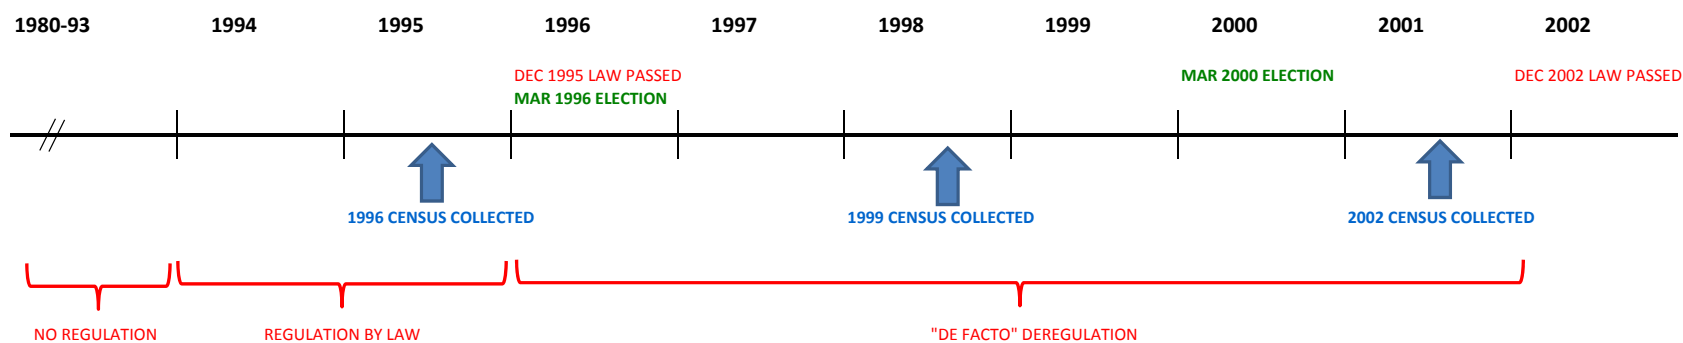 1980-93 1994 1995 1996 1997 1998 1999 2000 2001 2002
DEC 1995 LAW PASSED MAR 2000 ELECTION DEC 2002 LAW PASSED
MAR 1996 ELECTION
1996 CENSUS COLLECTED 1999 CENSUS COLLECTED 2002 CENSUS COLLECTED
NO REGULATION REGULATION BY LAW "DE FACTO" DEREGULATION